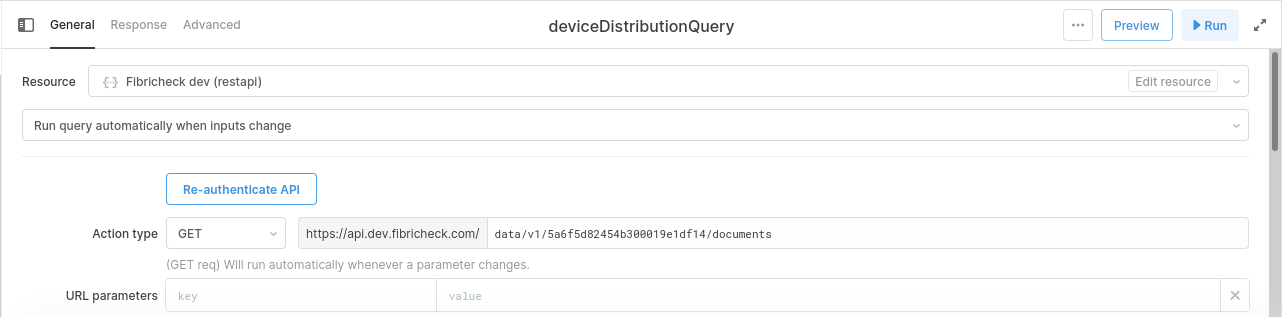 General Response Advanced deviceDistributionQuery ... Preview Run
Resource {··} Fibricheck dev (restapi) Edit resource
Run query automatically when inputs change
Re-authenticate API
Action type GET https://api.dev.fibricheck.com/ data/v1/5a6f5d82454b300019e1df14/documents
(GET req) Will run automatically whenever a parameter changes.
URL parameters key value